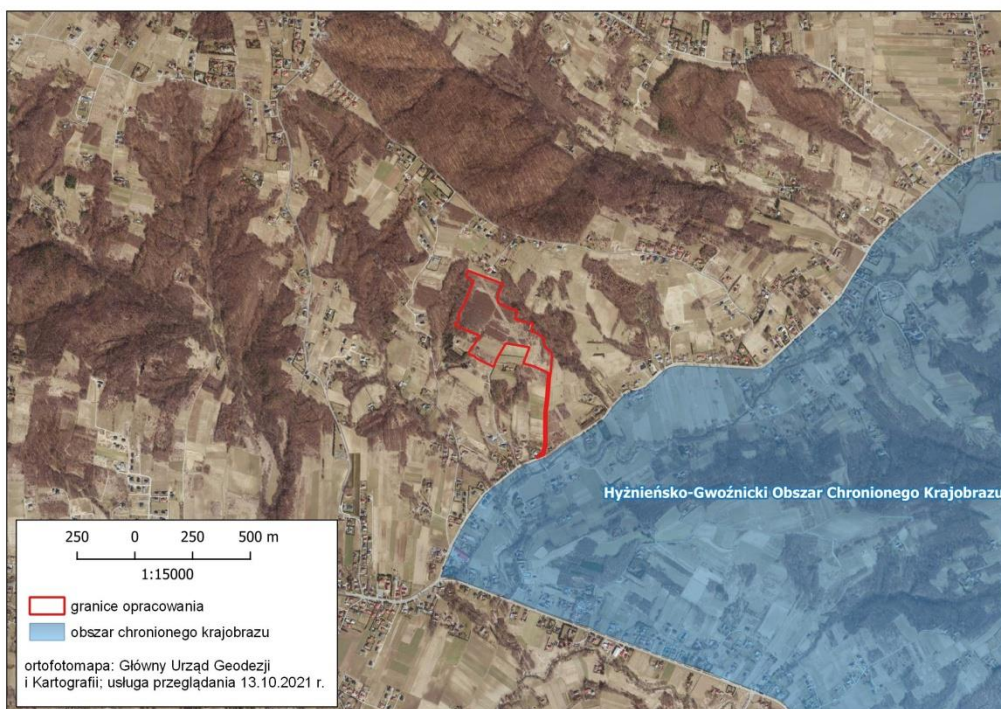 Hyżnieńsko-Gwoźnicki Obszar Chronionego Krajobrazu
250 0 250 500 m
1:15000
granice opracowania
obszar chronionego krajobrazu
ortofotomapa: Główny Urząd Geodezji
i Kartografii; usługa przeglądania 13.10.2021 r.